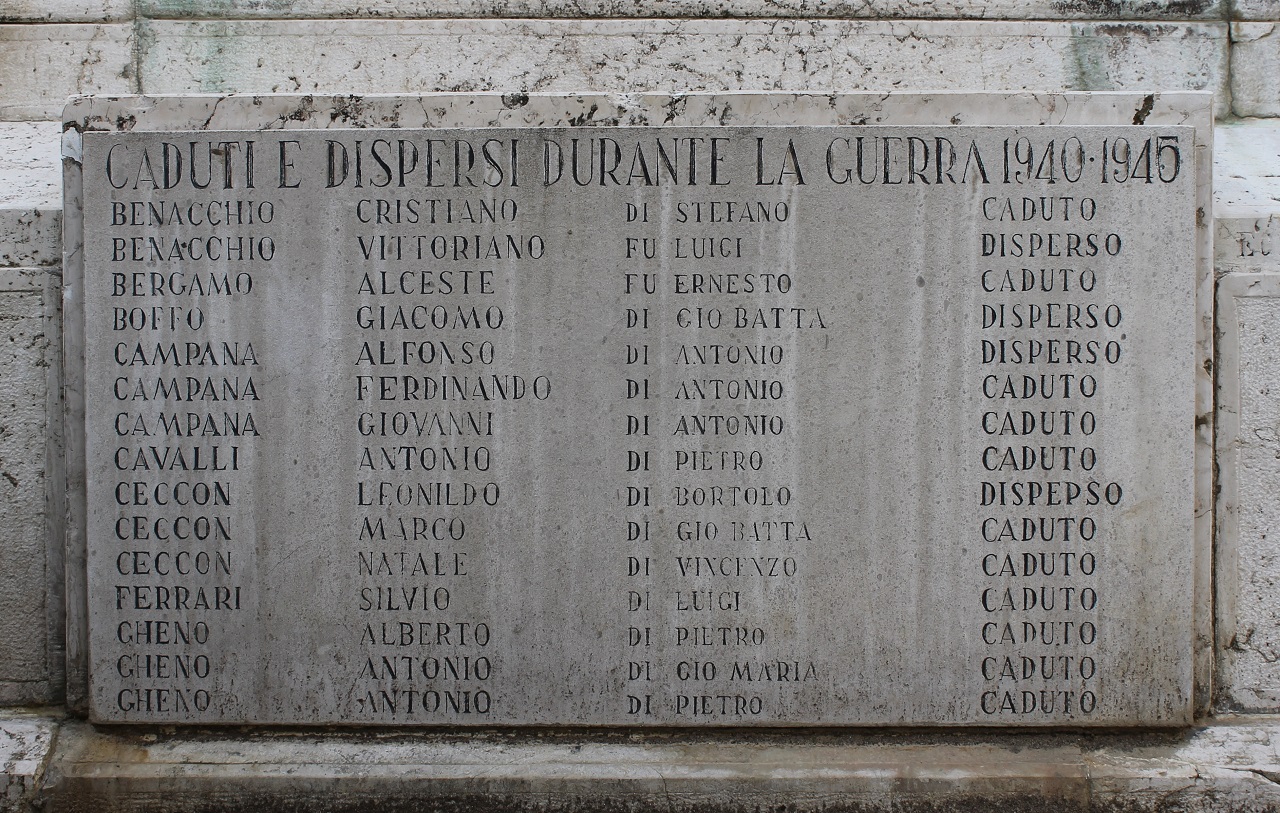 CADUTI E DISPERSI DURANTE LA GUERRA 1940·1945
BENACCHIO CRISTIANO DI STEFANO CADUTO
BENACCHIO VITTORIANO FU LUIGI DISPERSO
BERGAMO ALCESTE FU ERNESTO CADUTO
BOFFO GIACOMO DI GIO BATTA DISPERSO
CAMPANA ALFONSO DI ANTONIO DISPERSO
CAMPANA FERDINANDO DI ANTONIO CADUTO
CAMPANA GIOVANNI DI ANTONIO CADUTO
CAVALLI ANTONIO DI PIETRO CADUTO
CECCON LEONILDO DI BORTOLO DISPEPSO
CECCON MARCO DI GIO BATTA CADUTO
CECCON NATALE DI VINCENZO CADUTO
FERRARI SILVIO DI LUIGI CADUTO
GHENO ALBERTO DI PIETRO CADUTO
GHENO ANTONIO DI GIO MARIA CADUTO
GHENO ANTONIO DI PIETRO CADUTO